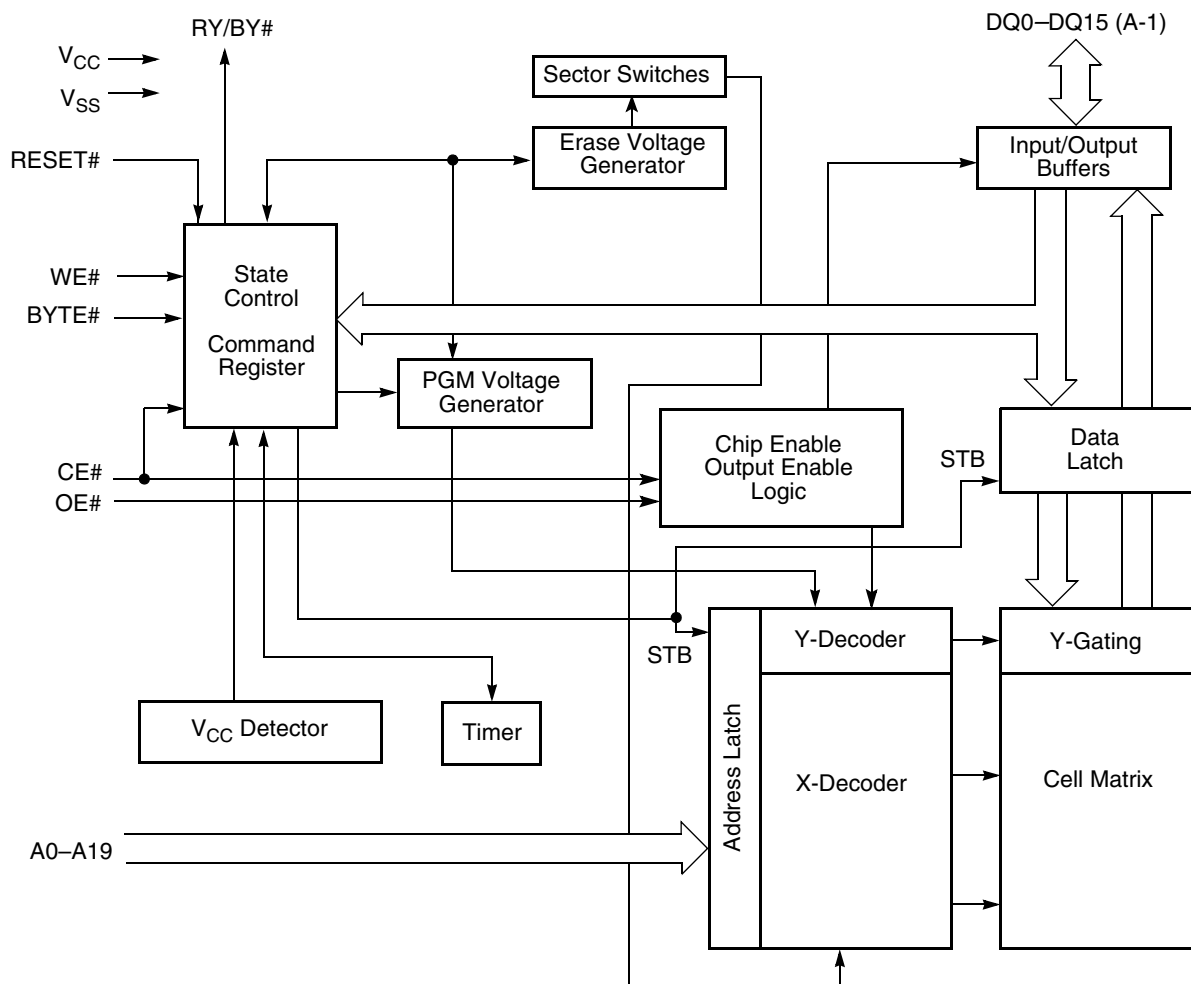 RY/BY#
DQ0–DQ15 (A-1)
VCC
VSS
Sector Switches
Erase Voltage
Generator
Input/Output
Buffers
RESET#
WE#
BYTE#
State
Control
Command
Register
PGM Voltage
Generator
Chip Enable
Output Enable
Logic
STB
Data
Latch
CE#
OE#
STB
Y-Decoder
Y-Gating
VCC Detector
Timer
Address Latch
X-Decoder
Cell Matrix
A0–A19